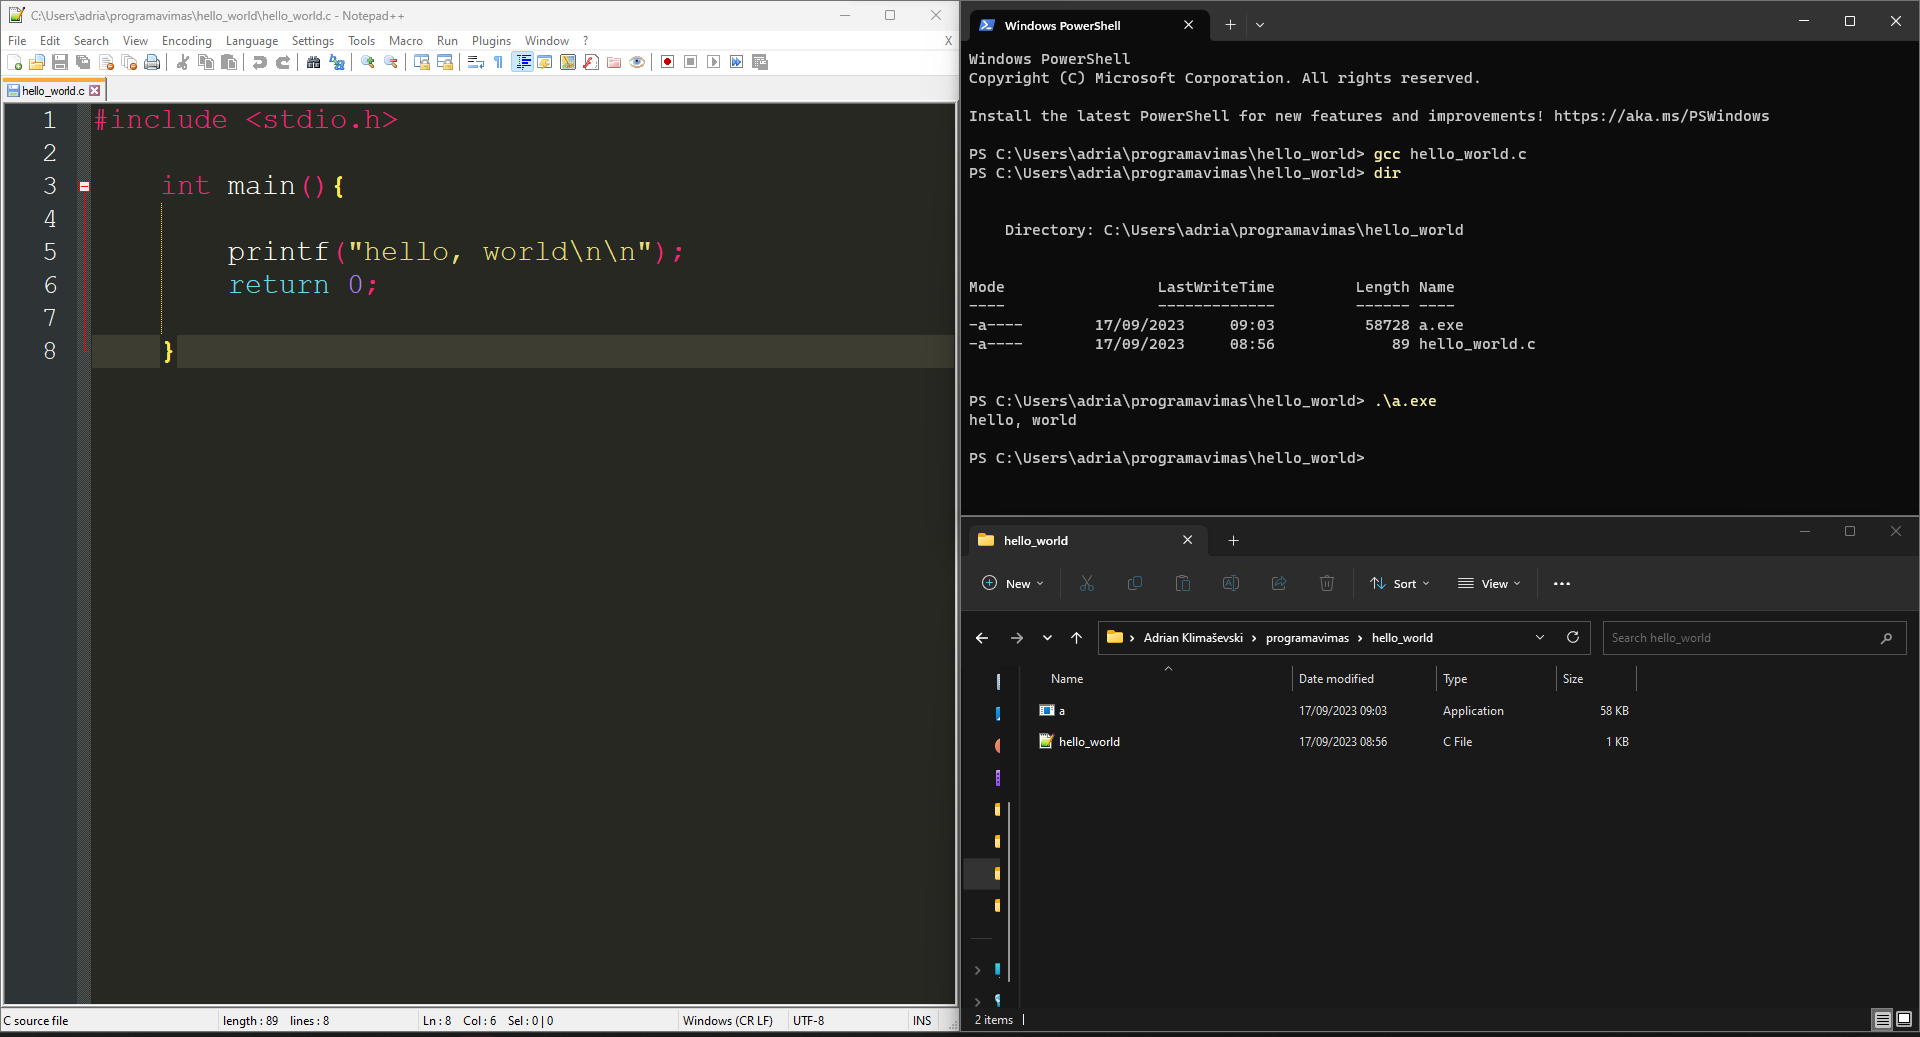 C:\Users\adria\programavimas\hello_world\hello_world.c - Notepad++
File Edit Search View Encoding Language Settings Tools Macro Run Plugins Window ? X
hello_world.c
1 #include <stdio.h>
2
3 int main(){
4
5 printf("hello, world\n\n");
6 return 0;
7
8 }
C source file length : 89 lines : 8 Ln : 8 Col : 6 Sel : 0 | 0 Windows (CR LF) UTF-8 INS
Windows PowerShell
Windows PowerShell
Copyright (C) Microsoft Corporation. All rights reserved.
Install the latest PowerShell for new features and improvements! https://aka.ms/PSWindows
PS C:\Users\adria\programavimas\hello_world> gcc hello_world.c
PS C:\Users\adria\programavimas\hello_world> dir
Directory: C:\Users\adria\programavimas\hello_world
Mode LastWriteTime Length Name
---- ------------- ------ ----
-a---- 17/09/2023 09:03 58728 a.exe
-a---- 17/09/2023 08:56 89 hello_world.c
PS C:\Users\adria\programavimas\hello_world> .\a.exe
hello, world
PS C:\Users\adria\programavimas\hello_world>
hello_world
New Sort View
Adrian Klimaševski programavimas hello_world Search hello_world
Name Date modified Type Size
a 17/09/2023 09:03 Application 58 KB
hello_world 17/09/2023 08:56 C File 1 KB
2 items